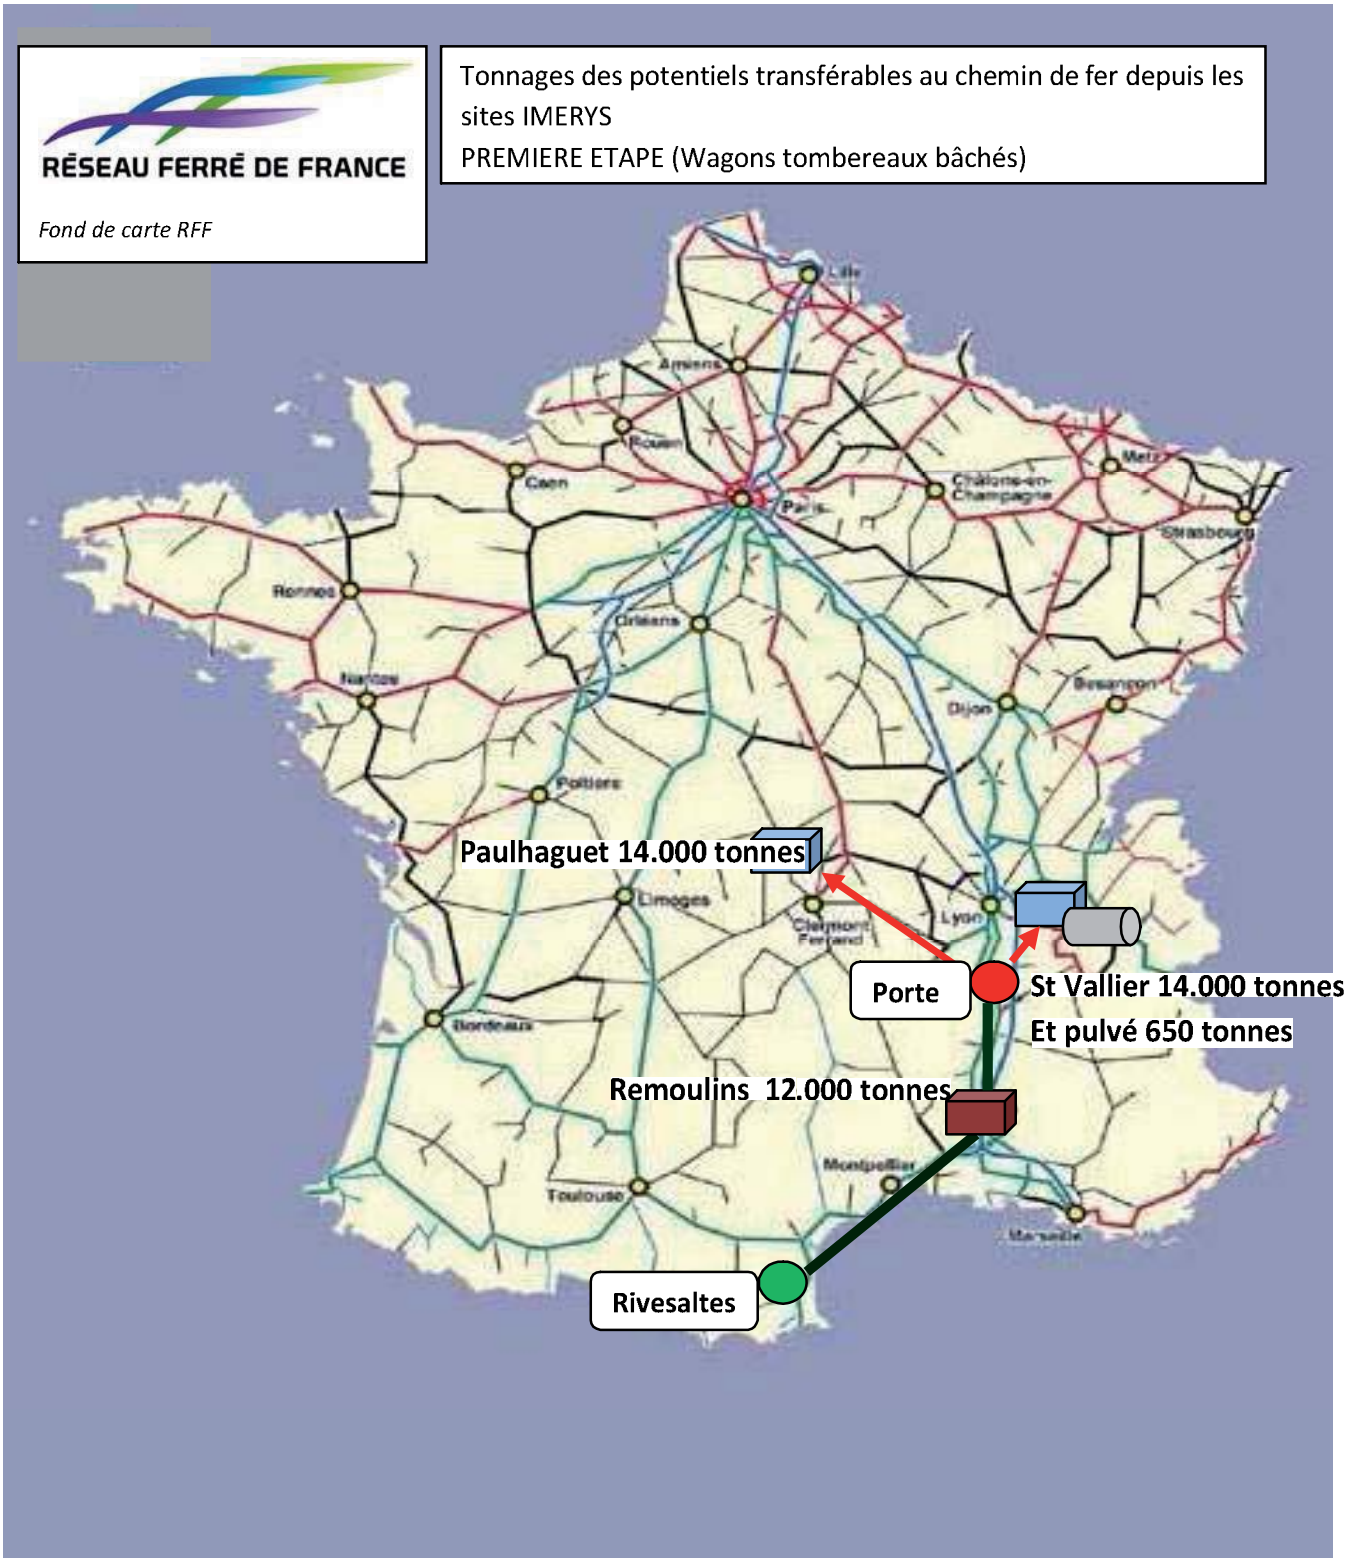 RÉSEAU FERRÉ DE FRANCE
Fond de carte RFF
Tonnages des potentiels transférables au chemin de fer depuis les
sites IMERYS
PREMIERE ETAPE (Wagons tombereaux bâchés)
Lille
Amiens
Rouen
Caen
Paris
Châlons-en-
Champagne
Metz
Strasbourg
Rennes
Orléans
Nantes
Dijon
Besançon
Poitiers
Paulhaguet 14.000 tonnes
Limoges
Clermont
Ferrand
Lyon
Porte
St Vallier 14.000 tonnes
Et pulvé 650 tonnes
Bordeaux
Remoulins  12.000 tonnes
Montpellier
Toulouse
Marseille
Rivesaltes